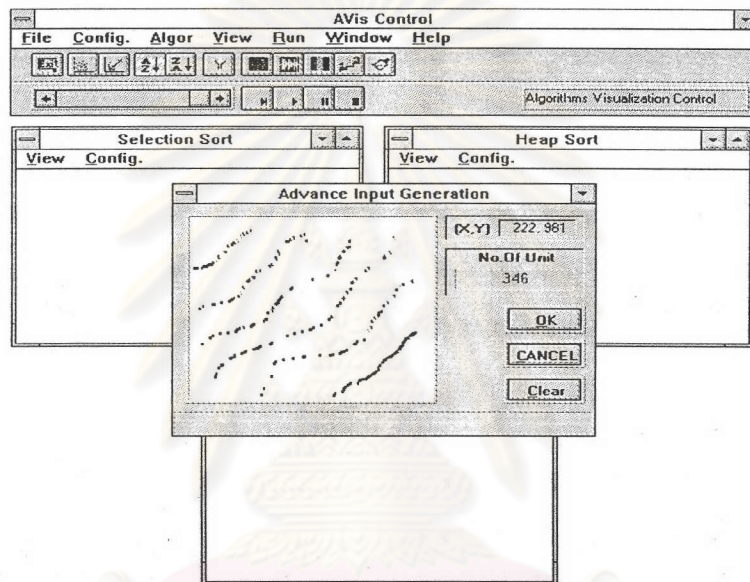 AVis Control
File Config. Algor View Run Window Help
Algorithms Visualization Control
Selection Sort
View Config.
Heap Sort
View Config.
Advance Input Generation
(X,Y) 222, 981
No.Of Unit
346
OK
CANCEL
Clear